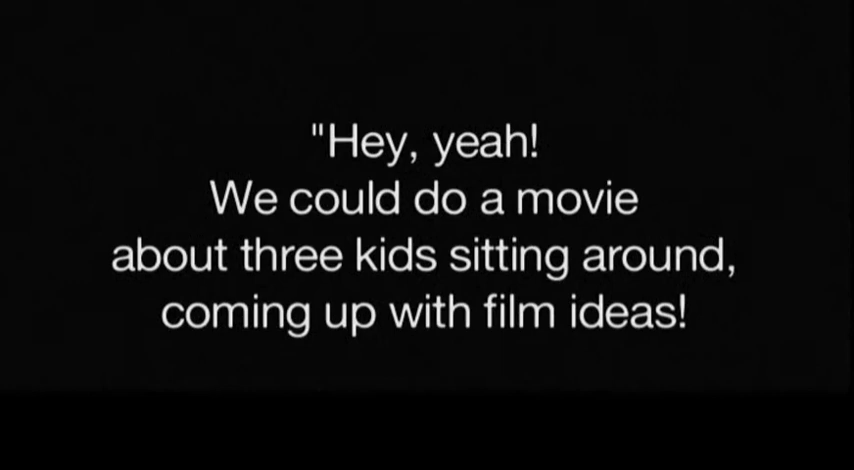 "Hey, yeah!
We could do a movie
about three kids sitting around,
coming up with film ideas!